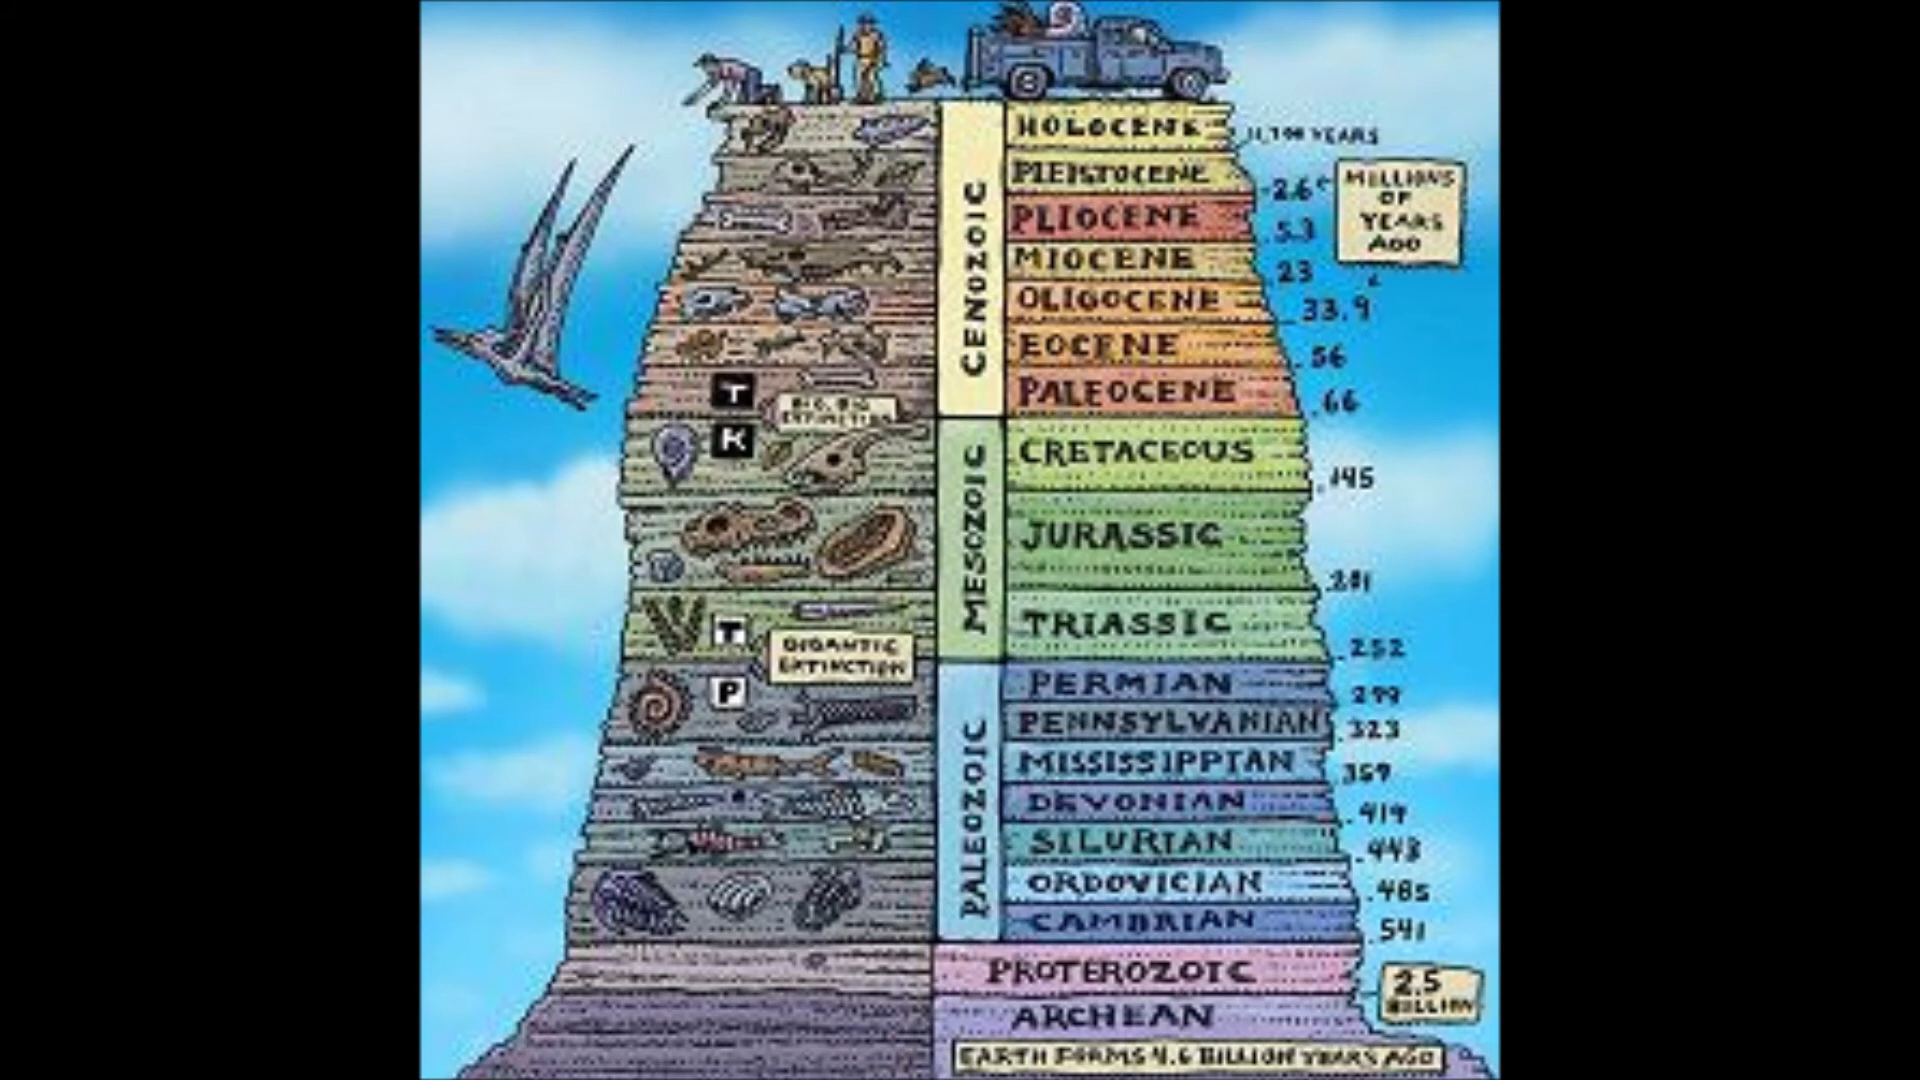 HOLOCENE
11,700 YEARS
PLEISTOCENE
2.6
MILLIONS
OF
YEARS
AGO
PLIOCENE
5.3
MIOCENE
23
OLIGOCENE
33.9
EOCENE
56
PALEOCENE
66
CENOZOIC
T
BIG, BIG
EXTINCTION
K
CRETACEOUS
145
JURASSIC
201
TRIASSIC
252
MESOZOIC
T
GIGANTIC
EXTINCTION
P
PERMIAN
299
PENNSYLVANIAN
323
MISSISSIPPIAN
359
DEVONIAN
419
SILURIAN
443
ORDOVICIAN
485
CAMBRIAN
541
PALEOZOIC
PROTEROZOIC
2.5
BILLION
ARCHEAN
EARTH FORMS 4.6 BILLION YEARS AGO